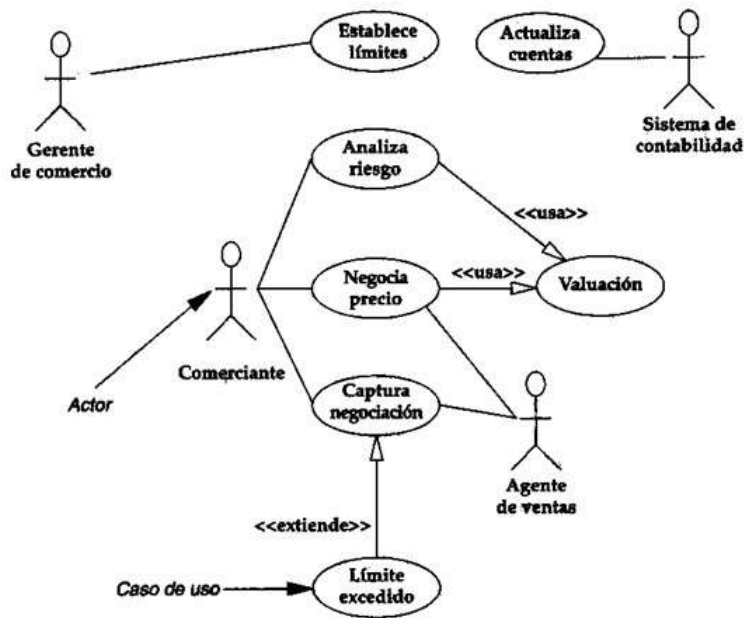 Establece
límites
Actualiza
cuentas
Gerente
de comercio
Sistema de
contabilidad
Analiza
riesgo
<<usa>>
Negocia
precio
<<usa>>
Valuación
Comerciante
Actor
Captura
negociación
Agente
de ventas
<<extiende>>
Caso de uso
Límite
excedido